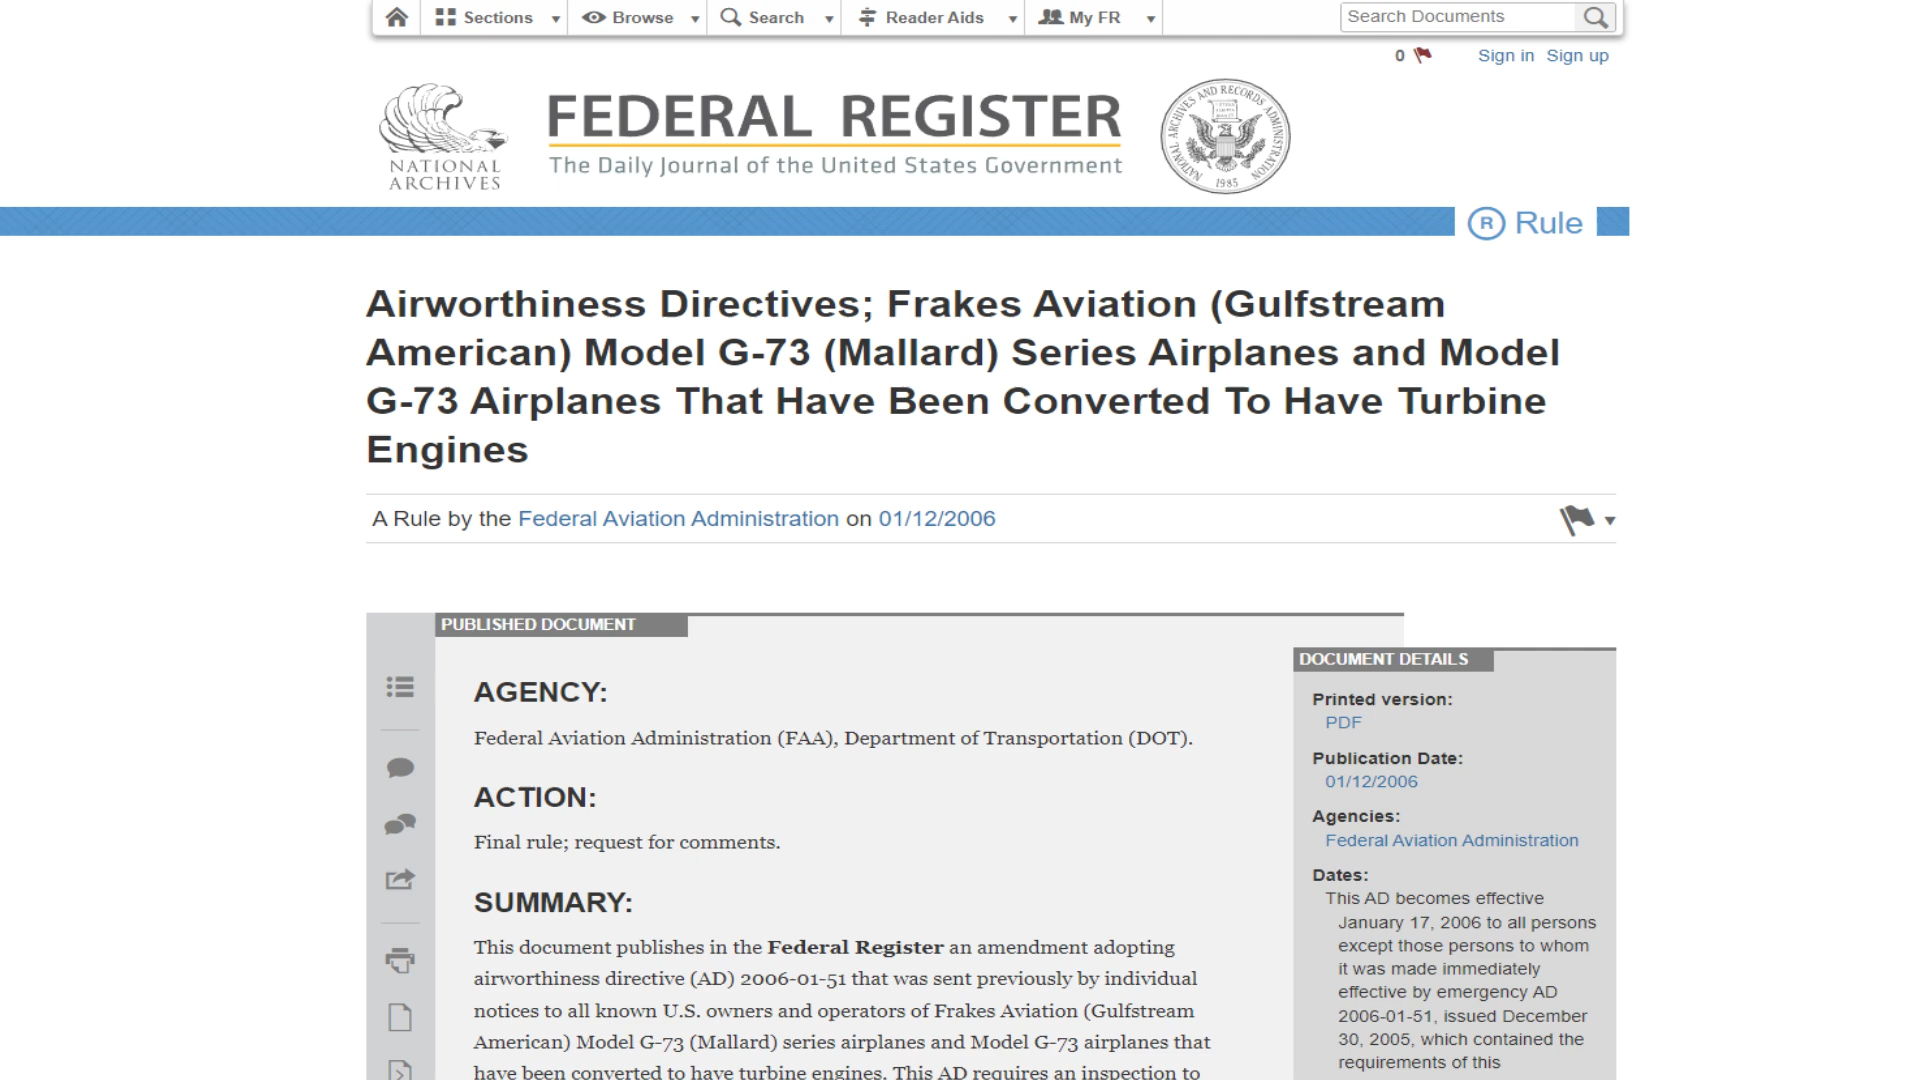 Sections
Browse
Search
Reader Aids
My FR
Search Documents
0
Sign in Sign up
NATIONAL
ARCHIVES
FEDERAL REGISTER
The Daily Journal of the United States Government
NATIONAL ARCHIVES AND RECORDS ADMINISTRATION
1985
R Rule
Airworthiness Directives; Frakes Aviation (Gulfstream
American) Model G-73 (Mallard) Series Airplanes and Model
G-73 Airplanes That Have Been Converted To Have Turbine
Engines
A Rule by the Federal Aviation Administration on 01/12/2006
PUBLISHED DOCUMENT
AGENCY:
Federal Aviation Administration (FAA), Department of Transportation (DOT).
ACTION:
Final rule; request for comments.
SUMMARY:
This document publishes in the Federal Register an amendment adopting
airworthiness directive (AD) 2006-01-51 that was sent previously by individual
notices to all known U.S. owners and operators of Frakes Aviation (Gulfstream
American) Model G-73 (Mallard) series airplanes and Model G-73 airplanes that
have been converted to have turbine engines. This AD requires an inspection to
DOCUMENT DETAILS
Printed version:
PDF
Publication Date:
01/12/2006
Agencies:
Federal Aviation Administration
Dates:
This AD becomes effective
January 17, 2006 to all persons
except those persons to whom
it was made immediately
effective by emergency AD
2006-01-51, issued December
30, 2005, which contained the
requirements of this